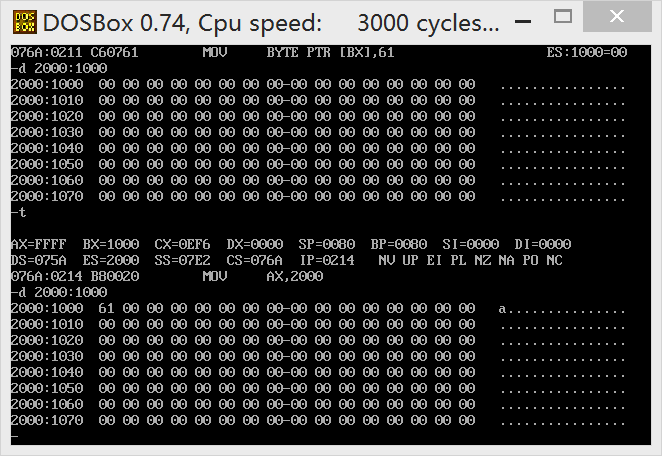 DOS BOX DOSBox 0.74, Cpu speed: 3000 cycles...
076A:0211 C60761 MOV BYTE PTR [BX],61 ES:1000=00
-d 2000:1000
2000:1000 00 00 00 00 00 00 00 00-00 00 00 00 00 00 00 00 ................
2000:1010 00 00 00 00 00 00 00 00-00 00 00 00 00 00 00 00 ................
2000:1020 00 00 00 00 00 00 00 00-00 00 00 00 00 00 00 00 ................
2000:1030 00 00 00 00 00 00 00 00-00 00 00 00 00 00 00 00 ................
2000:1040 00 00 00 00 00 00 00 00-00 00 00 00 00 00 00 00 ................
2000:1050 00 00 00 00 00 00 00 00-00 00 00 00 00 00 00 00 ................
2000:1060 00 00 00 00 00 00 00 00-00 00 00 00 00 00 00 00 ................
2000:1070 00 00 00 00 00 00 00 00-00 00 00 00 00 00 00 00 ................
-t
AX=FFFF BX=1000 CX=0EF6 DX=0000 SP=0080 BP=0080 SI=0000 DI=0000
DS=075A ES=2000 SS=07E2 CS=076A IP=0214 NV UP EI PL NZ NA PO NC
076A:0214 B80020 MOV AX,2000
-d 2000:1000
2000:1000 61 00 00 00 00 00 00 00-00 00 00 00 00 00 00 00 a...............
2000:1010 00 00 00 00 00 00 00 00-00 00 00 00 00 00 00 00 ................
2000:1020 00 00 00 00 00 00 00 00-00 00 00 00 00 00 00 00 ................
2000:1030 00 00 00 00 00 00 00 00-00 00 00 00 00 00 00 00 ................
2000:1040 00 00 00 00 00 00 00 00-00 00 00 00 00 00 00 00 ................
2000:1050 00 00 00 00 00 00 00 00-00 00 00 00 00 00 00 00 ................
2000:1060 00 00 00 00 00 00 00 00-00 00 00 00 00 00 00 00 ................
2000:1070 00 00 00 00 00 00 00 00-00 00 00 00 00 00 00 00 ................
-